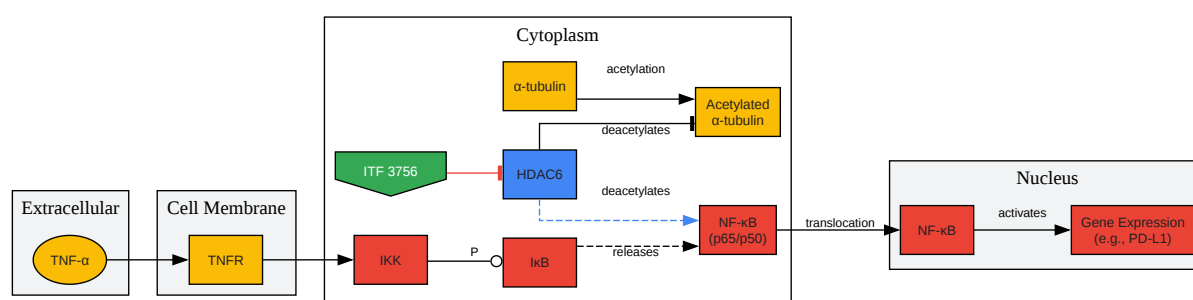 Cytoplasm
α-tubulin
acetylation
Acetylated
α-tubulin
deacetylates
ITF 3756
HDAC6
deacetylates
Extracellular
TNF-α
Cell Membrane
TNFR
IKK
P
IκB
releases
NF-κB
(p65/p50)
translocation
Nucleus
NF-κB
activates
Gene Expression
(e.g., PD-L1)